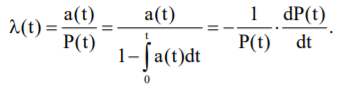 λ(t) = a(t)/P(t) = a(t)/(1−∫₀ᵗ a(t)dt) = −1/P(t) · dP(t)/dt.